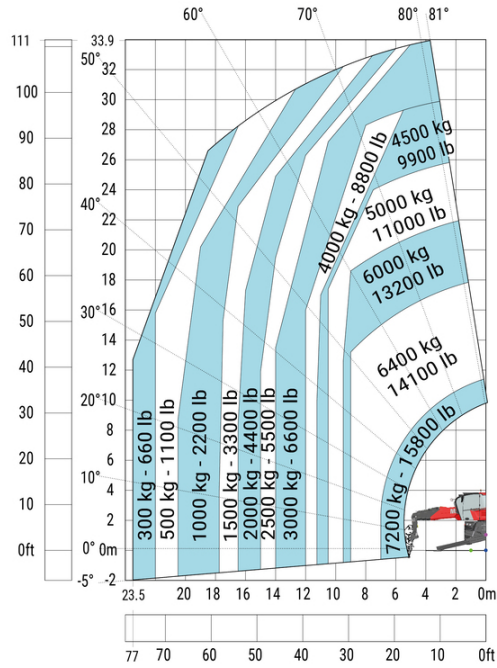 60° 70° 80° 81°
111 33.9
50°
32
100 30
90 28
4500 kg
9900 lb
26
80 24
4000 kg - 8800 lb
5000 kg
11000 lb
40°
22
70 20
6000 kg
13200 lb
60 18
30° 16
50 14
6400 kg
14100 lb
40 12
20° 10
30 8
300 kg - 660 lb
500 kg - 1100 lb
1000 kg - 2200 lb
1500 kg - 3300 lb
2000 kg - 4400 lb
2500 kg - 5500 lb
3000 kg - 6600 lb
7200 kg - 15800 lb
20 6
10° 4
10 2
0ft 0° 0m
-5° -2
23.5 20 18 16 14 12 10 8 6 4 2 0m
77 70 60 50 40 30 20 10 0ft